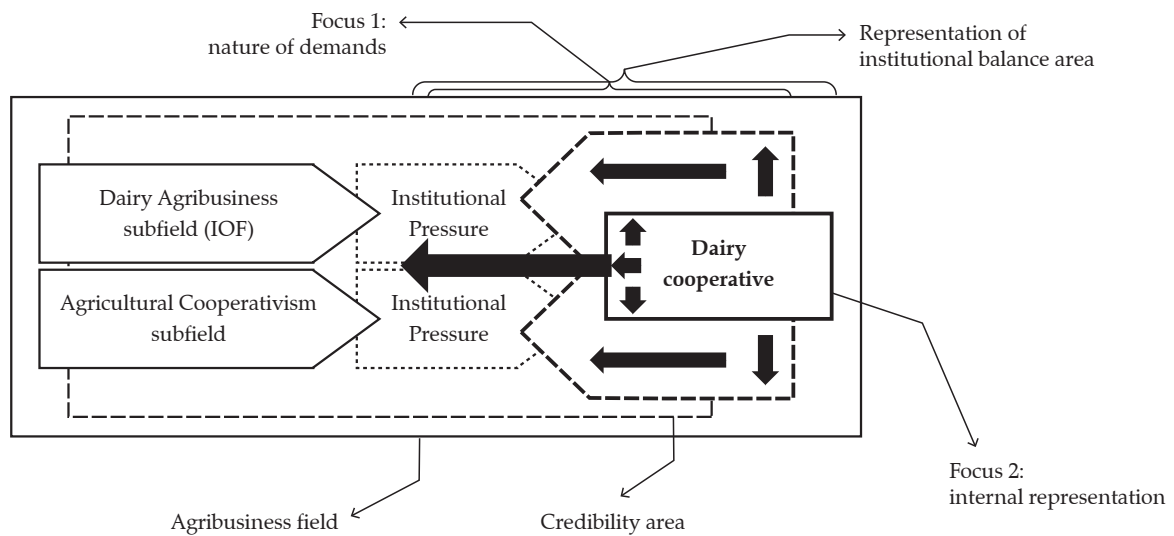 Focus 1:
nature of demands
Representation of
institutional balance area
Dairy Agribusiness
subfield (IOF)
Institutional
Pressure
Dairy
cooperative
Agricultural Cooperativism
subfield
Institutional
Pressure
Focus 2:
internal representation
Agribusiness field
Credibility area